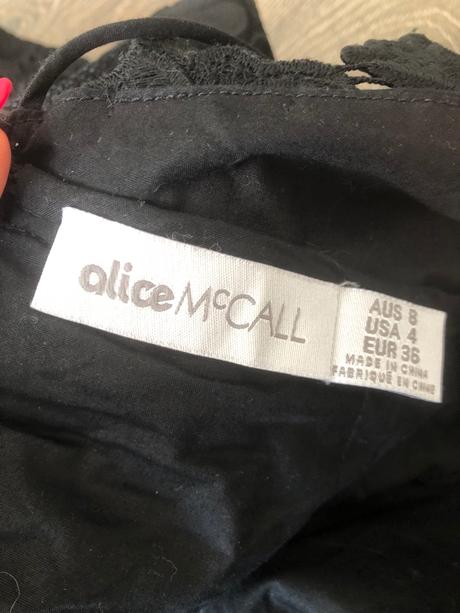 alice McCALL
AUS 8
USA 4
EUR 36
MADE IN CHINA
FABRIQUÉ EN CHINE